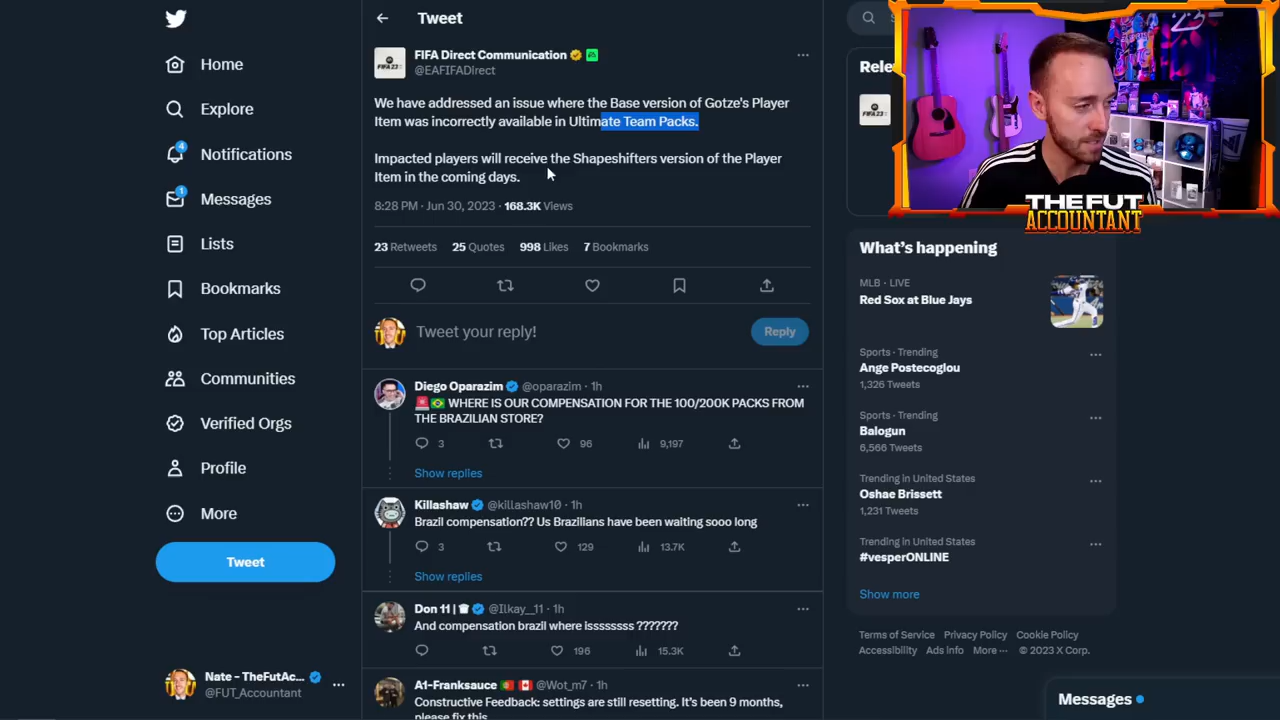 Home
Explore
4
Notifications
1
Messages
Lists
Bookmarks
Top Articles
Communities
Verified Orgs
Profile
More
Tweet
Nate - TheFutAc...
@FUT_Accountant
Tweet
FIFA 23
FIFA Direct Communication
@EAFIFADirect
We have addressed an issue where the Base version of Gotze's Player
Item was incorrectly available in Ultimate Team Packs.
Impacted players will receive the Shapeshifters version of the Player
Item in the coming days.
8:28 PM · Jun 30, 2023 · 168.3K Views
23 Retweets 25 Quotes 998 Likes 7 Bookmarks
Tweet your reply!
Reply
Diego Oparazim @oparazim · 1h
WHERE IS OUR COMPENSATION FOR THE 100/200K PACKS FROM
THE BRAZILIAN STORE?
3 96 9,197
Show replies
Killashaw @killashaw10 · 1h
Brazil compensation?? Us Brazilians have been waiting sooo long
3 129 13.7K
Show replies
Don 11 | @Ilkay__11 · 1h
And compensation brazil where isssssss ???????
196 15.3K
A1-Franksauce @Wot_m7 · 1h
Constructive Feedback: settings are still resetting. It's been 9 months,
please fix this
Rele
FIFA 23
THE FUT
ACCOUNTANT
What's happening
MLB · LIVE
Red Sox at Blue Jays
Sports · Trending
Ange Postecoglou
1,326 Tweets
Sports · Trending
Balogun
6,566 Tweets
Trending in United States
Oshae Brissett
1,231 Tweets
Trending in United States
#vesperONLINE
Show more
Terms of Service Privacy Policy Cookie Policy
Accessibility Ads info More ··· © 2023 X Corp.
Messages